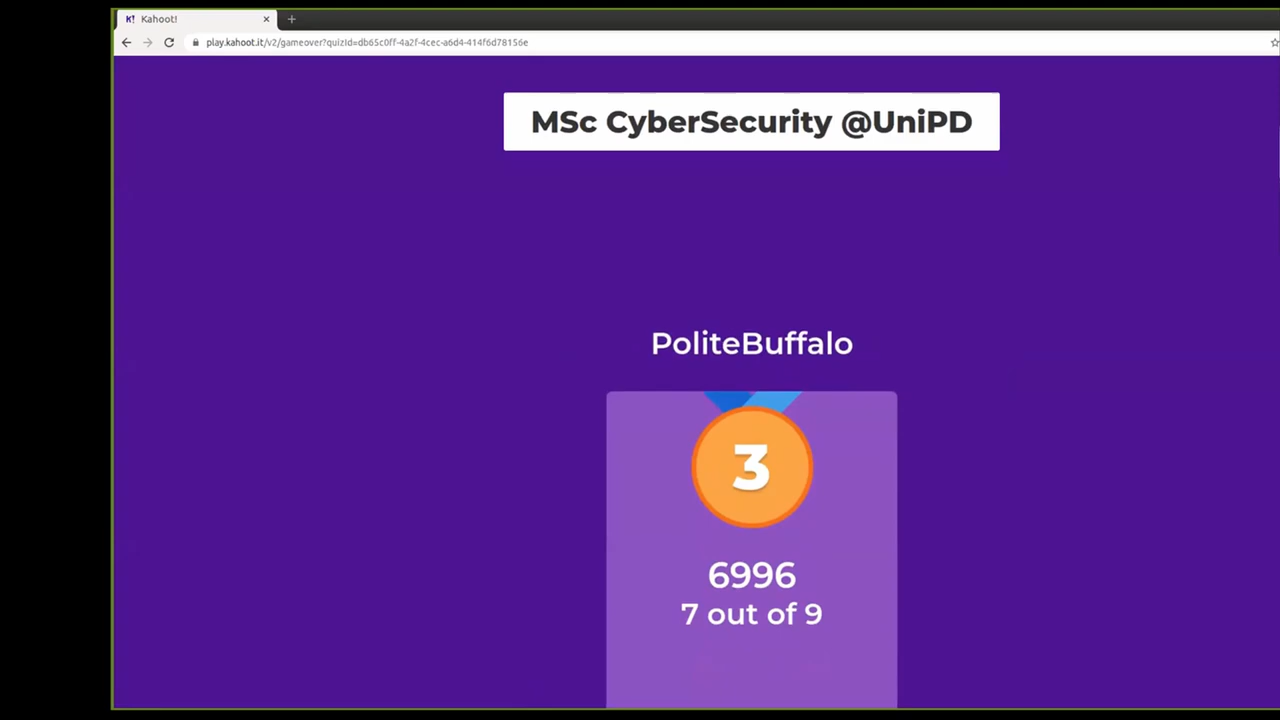 K! Kahoot!
play.kahoot.it/v2/gameover?quizId=db65c0ff-4a2f-4cec-a6d4-414f6d78156e
MSc CyberSecurity @UniPD
PoliteBuffalo
3
6996
7 out of 9